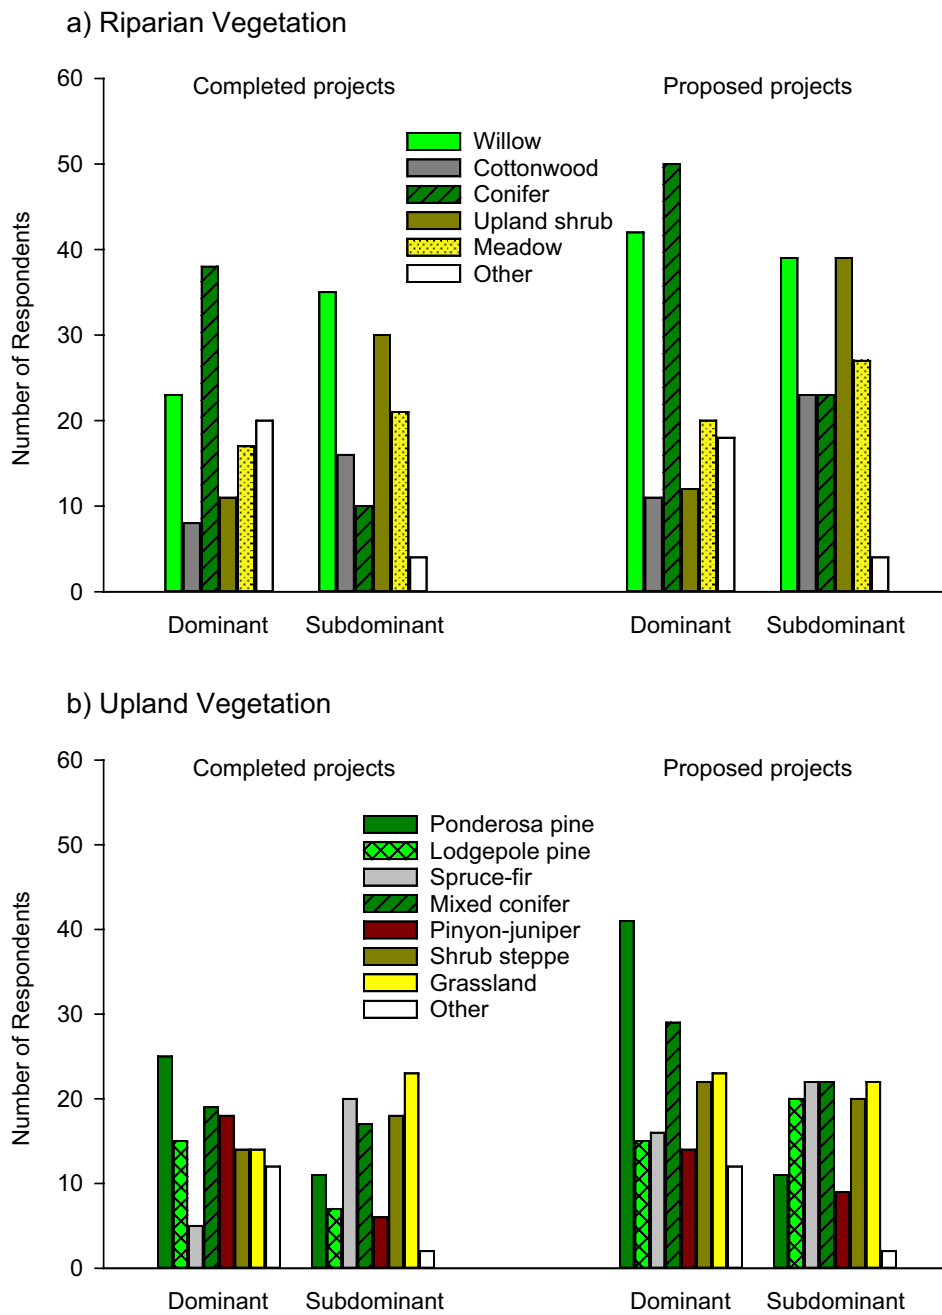 a) Riparian Vegetation
Completed projects
Proposed projects
Number of Respondents
60
50
40
30
20
10
0
Willow
Cottonwood
Conifer
Upland shrub
Meadow
Other
Dominant
Subdominant
Dominant
Subdominant
b) Upland Vegetation
Completed projects
Proposed projects
Number of Respondents
60
50
40
30
20
10
0
Ponderosa pine
Lodgepole pine
Spruce-fir
Mixed conifer
Pinyon-juniper
Shrub steppe
Grassland
Other
Dominant
Subdominant
Dominant
Subdominant